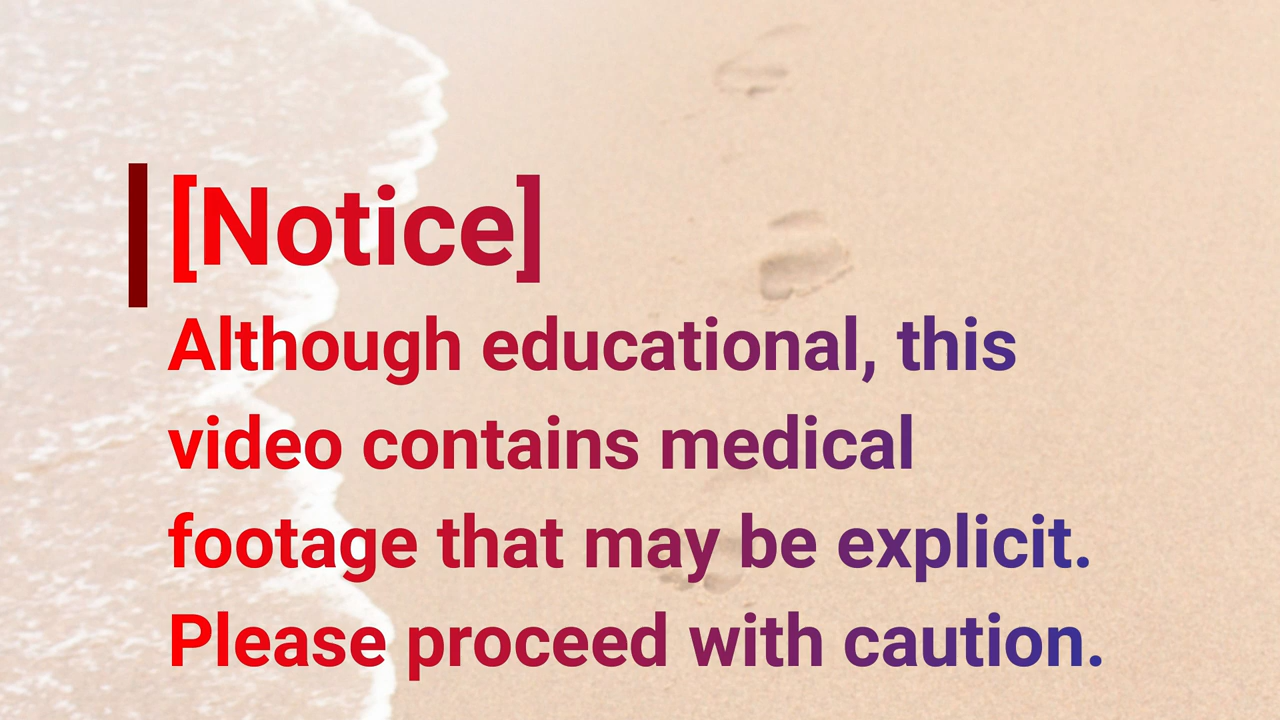 [Notice]
Although educational, this
video contains medical
footage that may be explicit.
Please proceed with caution.